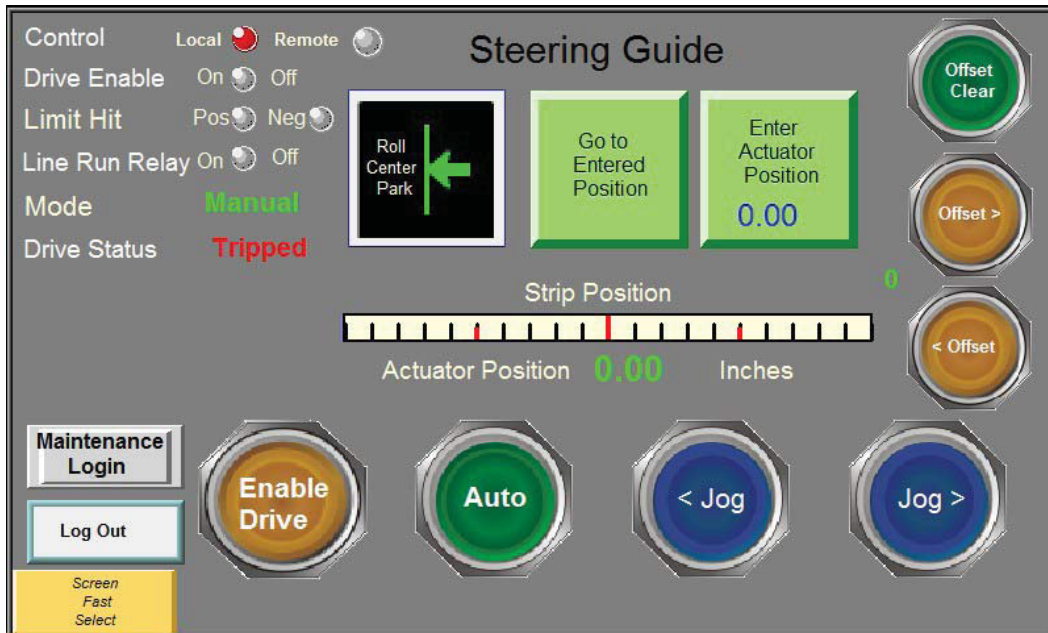 Control Local Remote
Steering Guide
Drive Enable On Off
Limit Hit Pos Neg
Line Run Relay On Off
Mode Manual
Drive Status Tripped
Roll
Center
Park
Go to
Entered
Position
Enter
Actuator
Position
0.00
Offset
Clear
Offset >
0
< Offset
Strip Position
Actuator Position 0.00 Inches
Maintenance
Login
Log Out
Screen
Fast
Select
Enable
Drive
Auto
< Jog
Jog >